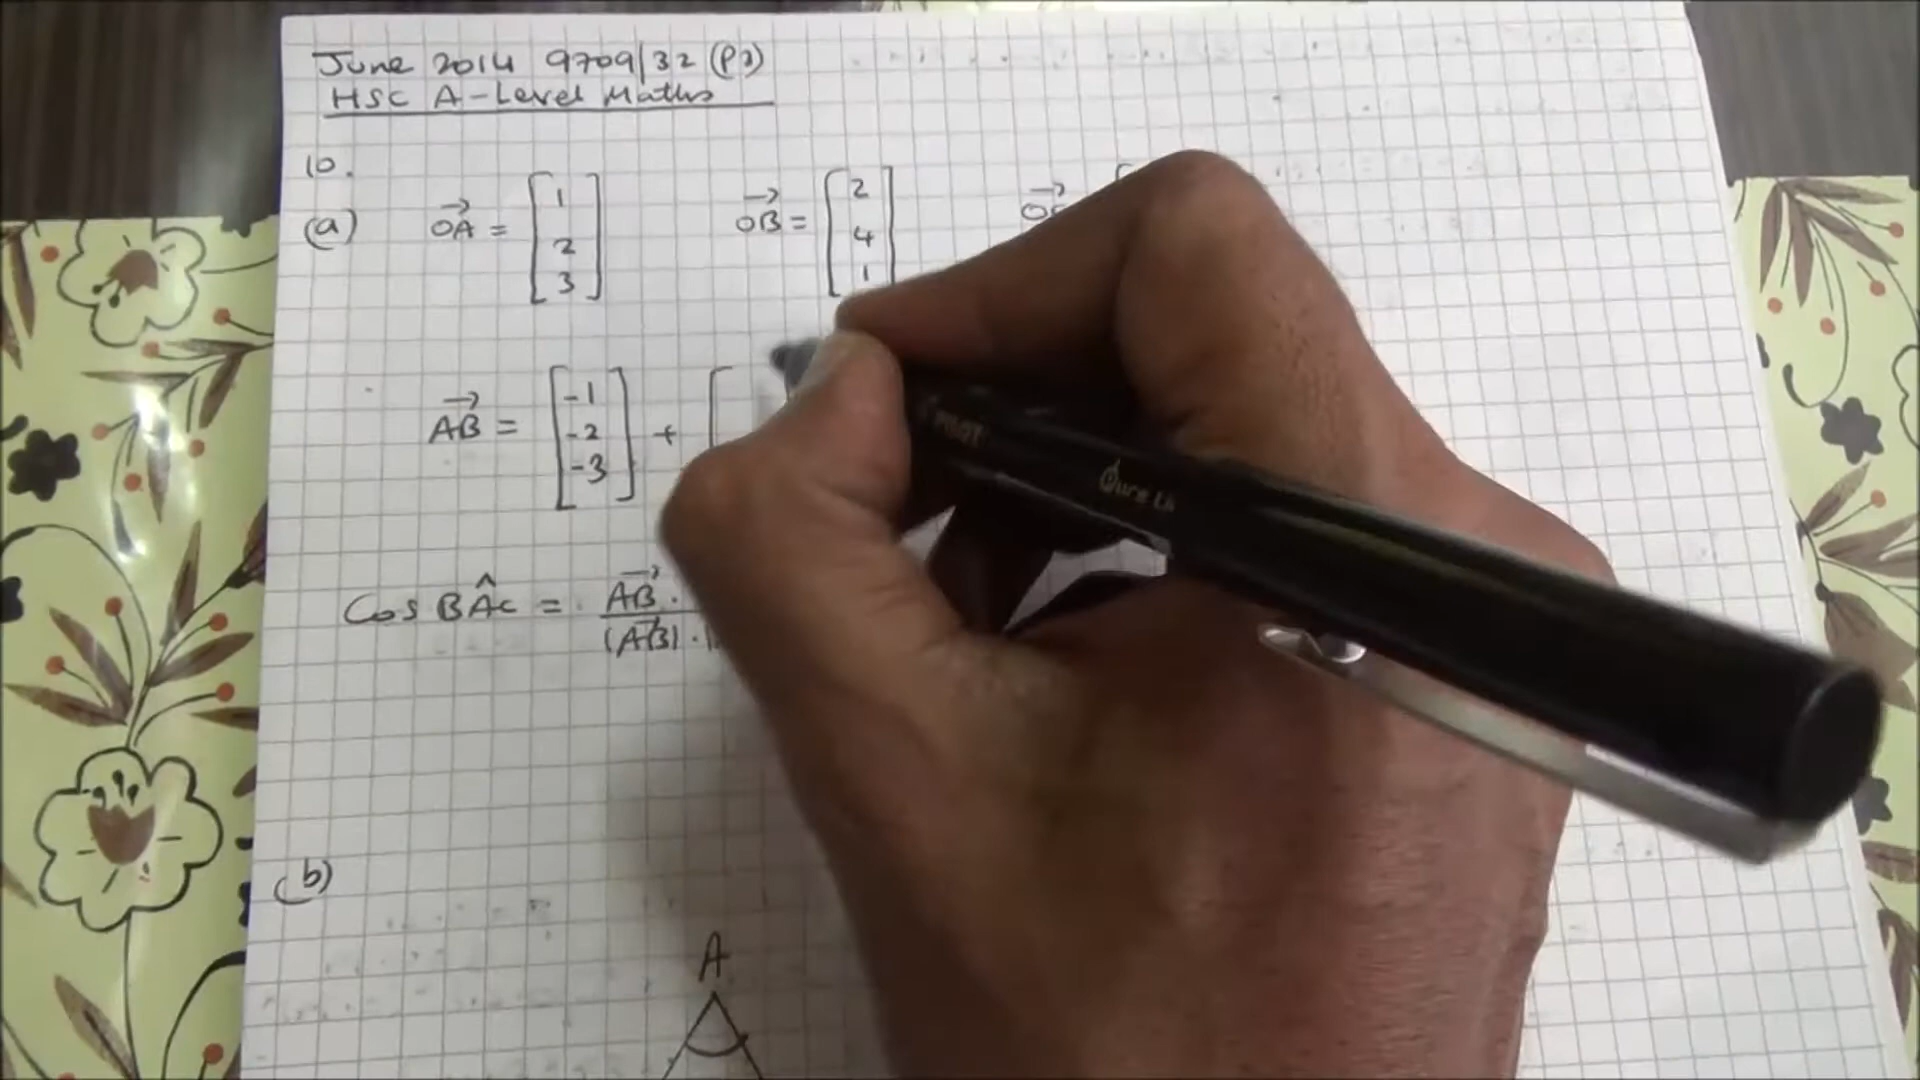 June 2014 9709/32 (P3)
HSC A-Level Maths
10.
(a) OA = [1 2 3] OB = [2 4 1]
AB = [-1 -2 -3] + [
Cos BÂC = AB . / |AB| .
(b)
A
PILOT